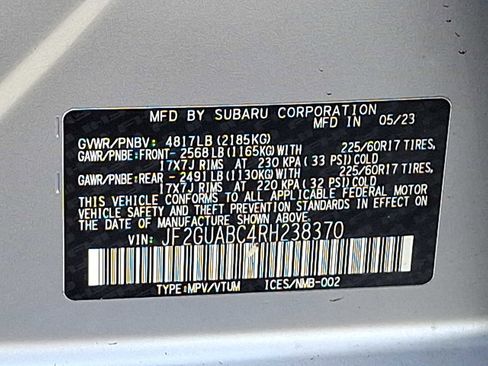 MFD BY SUBARU CORPORATION
MFD IN 05/23
GVWR/PNBV: 4817LB (2185KG)
GAWR/PNBE:FRONT- 2568LB(1165KG)WITH 225/60R17 TIRES,
17X7J RIMS AT 230 KPA( 33 PSI)COLD
GAWR/PNBE:REAR - 2491LB(1130KG)WITH 225/60R17 TIRES,
17X7J RIMS AT 220 KPA( 32 PSI)COLD
THIS VEHICLE CONFORMS TO ALL APPLICABLE FEDERAL MOTOR
VEHICLE SAFETY AND THEFT PREVENTION STANDARDS IN EFFECT ON
THE DATE OF MANUFACTURE SHOWN ABOVE.
VIN: JF2GUABC4RH238370
TYPE:MPV/VTUM ICES/NMB-002